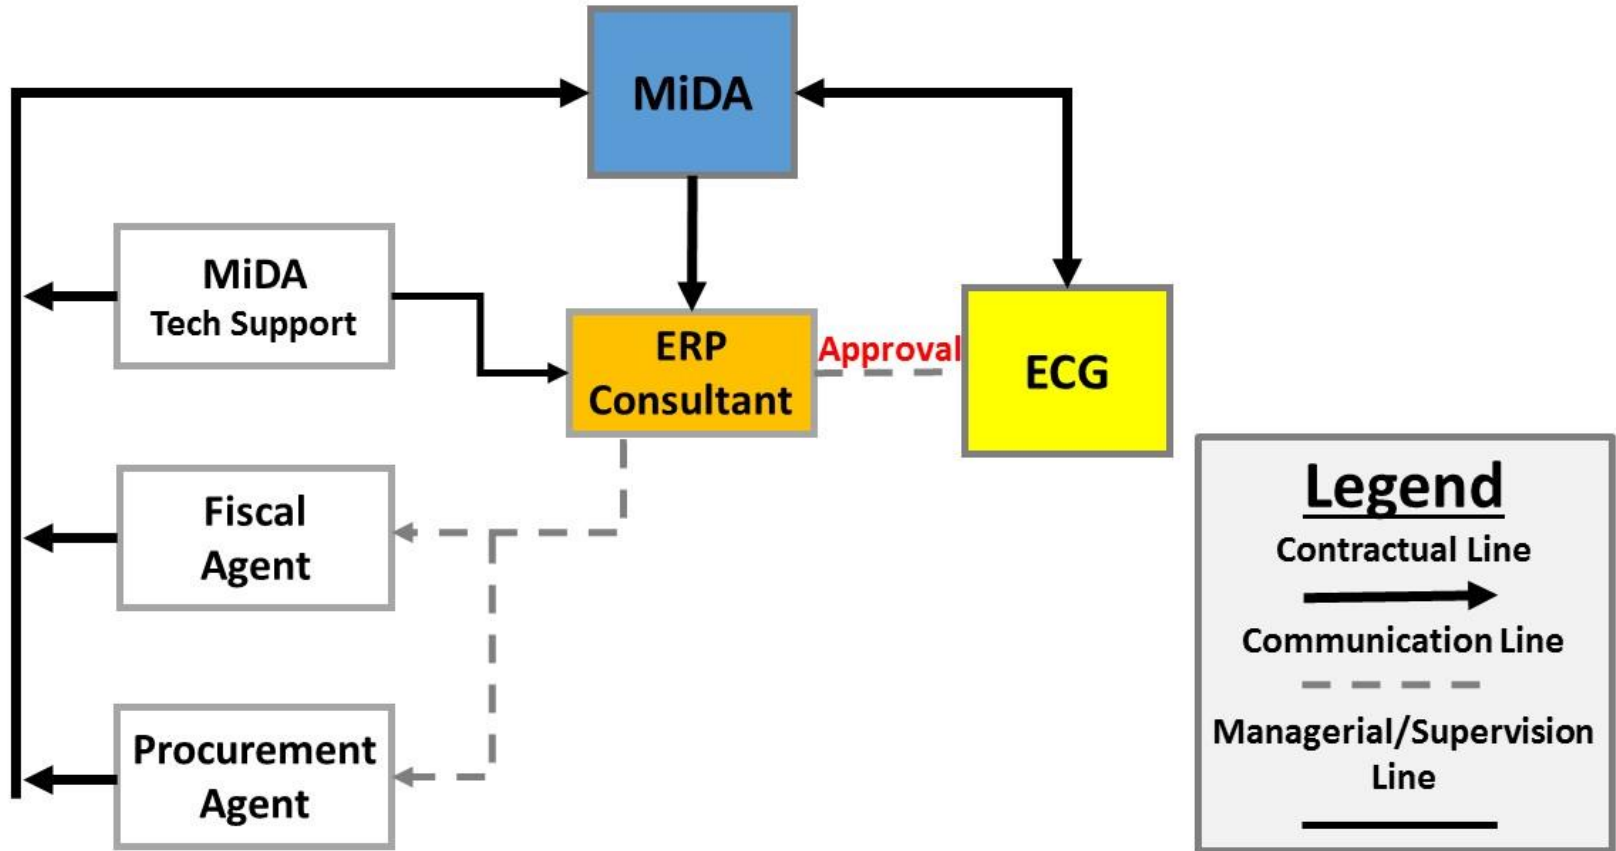 MiDA
MiDA
Tech Support
ERP
Consultant
Approval
ECG
Fiscal
Agent
Procurement
Agent
Legend
Contractual Line
Communication Line
Managerial/Supervision
Line